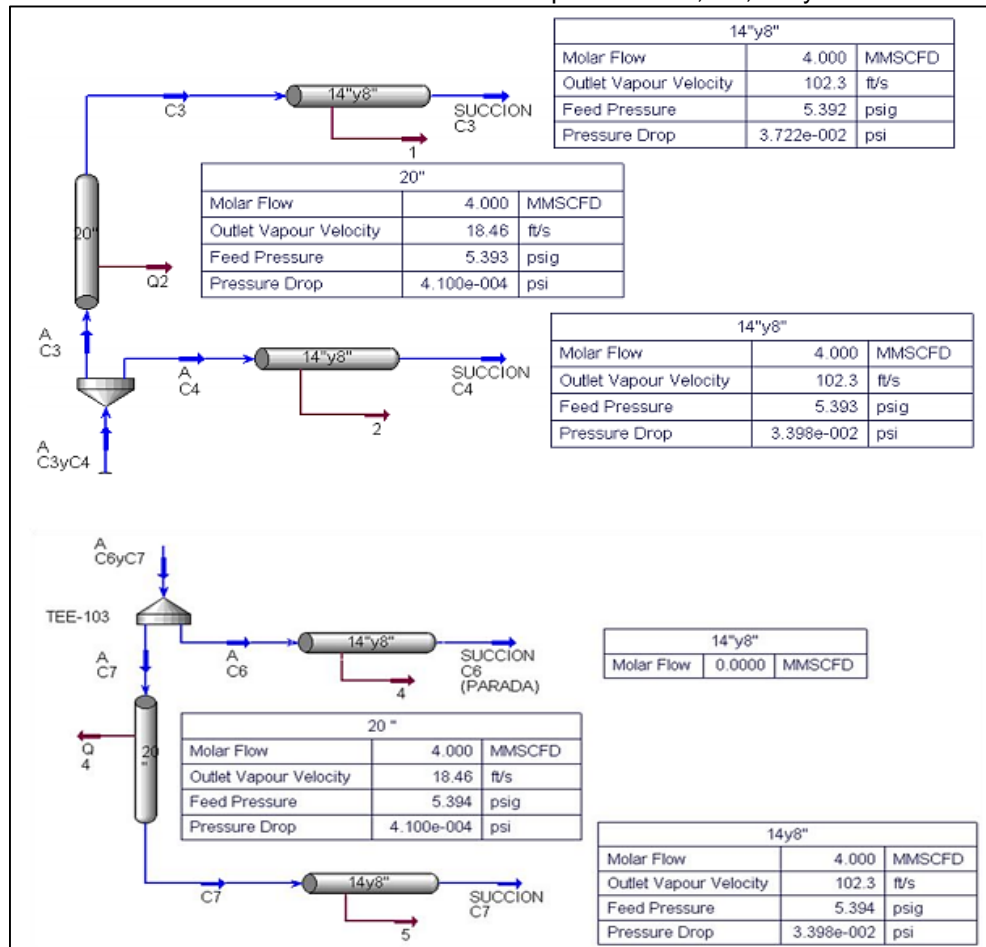 14"y8"
Molar Flow 4.000 MMSCFD
Outlet Vapour Velocity 102.3 ft/s
Feed Pressure 5.392 psig
Pressure Drop 3.722e-002 psi
C3
14"y8"
SUCCION
C3
1
20"
Molar Flow 4.000 MMSCFD
Outlet Vapour Velocity 18.46 ft/s
Feed Pressure 5.393 psig
Pressure Drop 4.100e-004 psi
20"
Q2
A
C3
A
C4
14"y8"
SUCCION
C4
2
A
C3yC4
14"y8"
Molar Flow 4.000 MMSCFD
Outlet Vapour Velocity 102.3 ft/s
Feed Pressure 5.393 psig
Pressure Drop 3.398e-002 psi
A
C6yC7
TEE-103
A
C7
A
C6
14"y8"
SUCCION
C6
(PARADA)
4
14"y8"
Molar Flow 0.0000 MMSCFD
Q
4
20
"
20 "
Molar Flow 4.000 MMSCFD
Outlet Vapour Velocity 18.46 ft/s
Feed Pressure 5.394 psig
Pressure Drop 4.100e-004 psi
C7
14y8"
SUCCION
C7
5
14y8"
Molar Flow 4.000 MMSCFD
Outlet Vapour Velocity 102.3 ft/s
Feed Pressure 5.394 psig
Pressure Drop 3.398e-002 psi